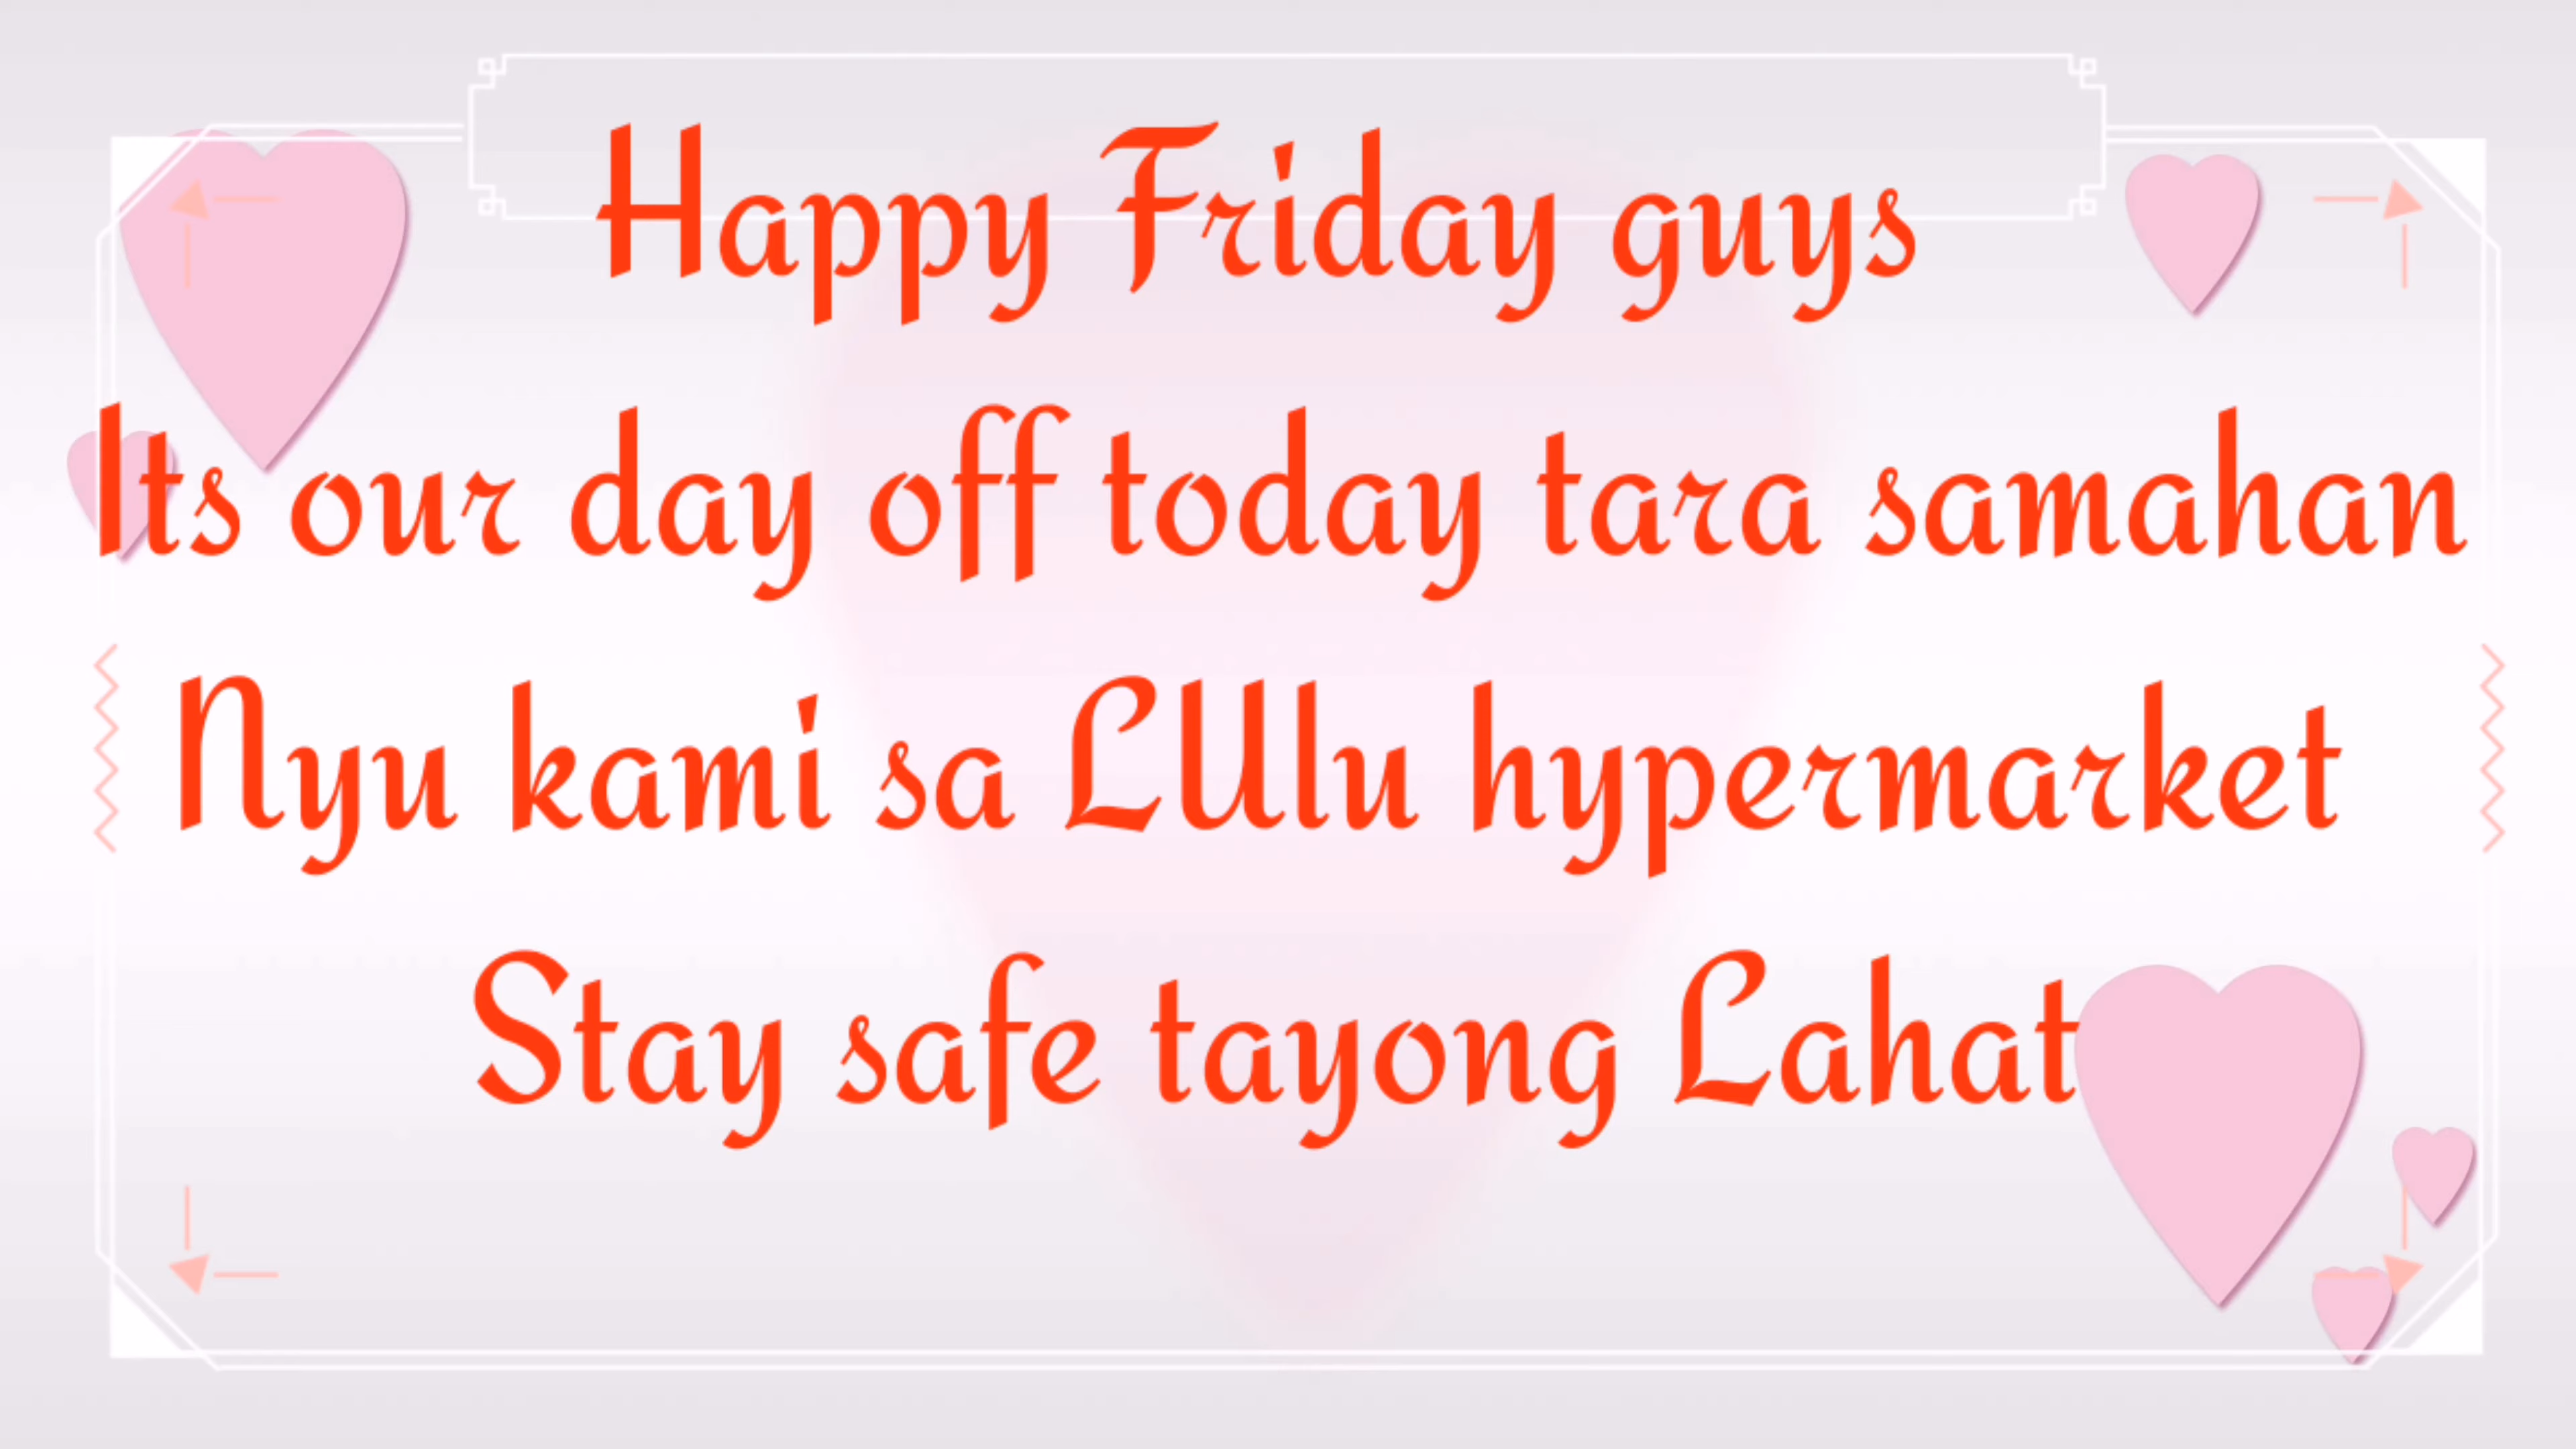 Happy Friday guys
Its our day off today tara samahan
Nyu kami sa LUlu hypermarket
Stay safe tayong Lahat